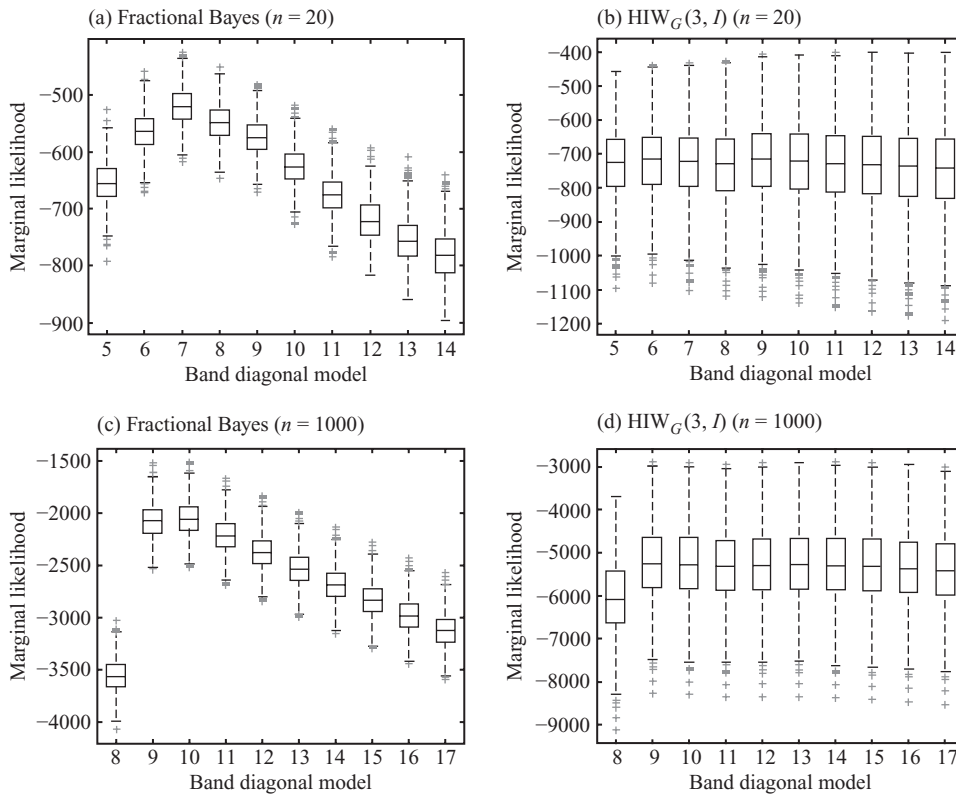 (a) Fractional Bayes (n = 20)
Marginal likelihood
−500
−600
−700
−800
−900
5 6 7 8 9 10 11 12 13 14
Band diagonal model
(b) HIW_G(3, I) (n = 20)
Marginal likelihood
−400
−500
−600
−700
−800
−900
−1000
−1100
−1200
5 6 7 8 9 10 11 12 13 14
Band diagonal model
(c) Fractional Bayes (n = 1000)
Marginal likelihood
−1500
−2000
−2500
−3000
−3500
−4000
8 9 10 11 12 13 14 15 16 17
Band diagonal model
(d) HIW_G(3, I) (n = 1000)
Marginal likelihood
−3000
−4000
−5000
−6000
−7000
−8000
−9000
8 9 10 11 12 13 14 15 16 17
Band diagonal model